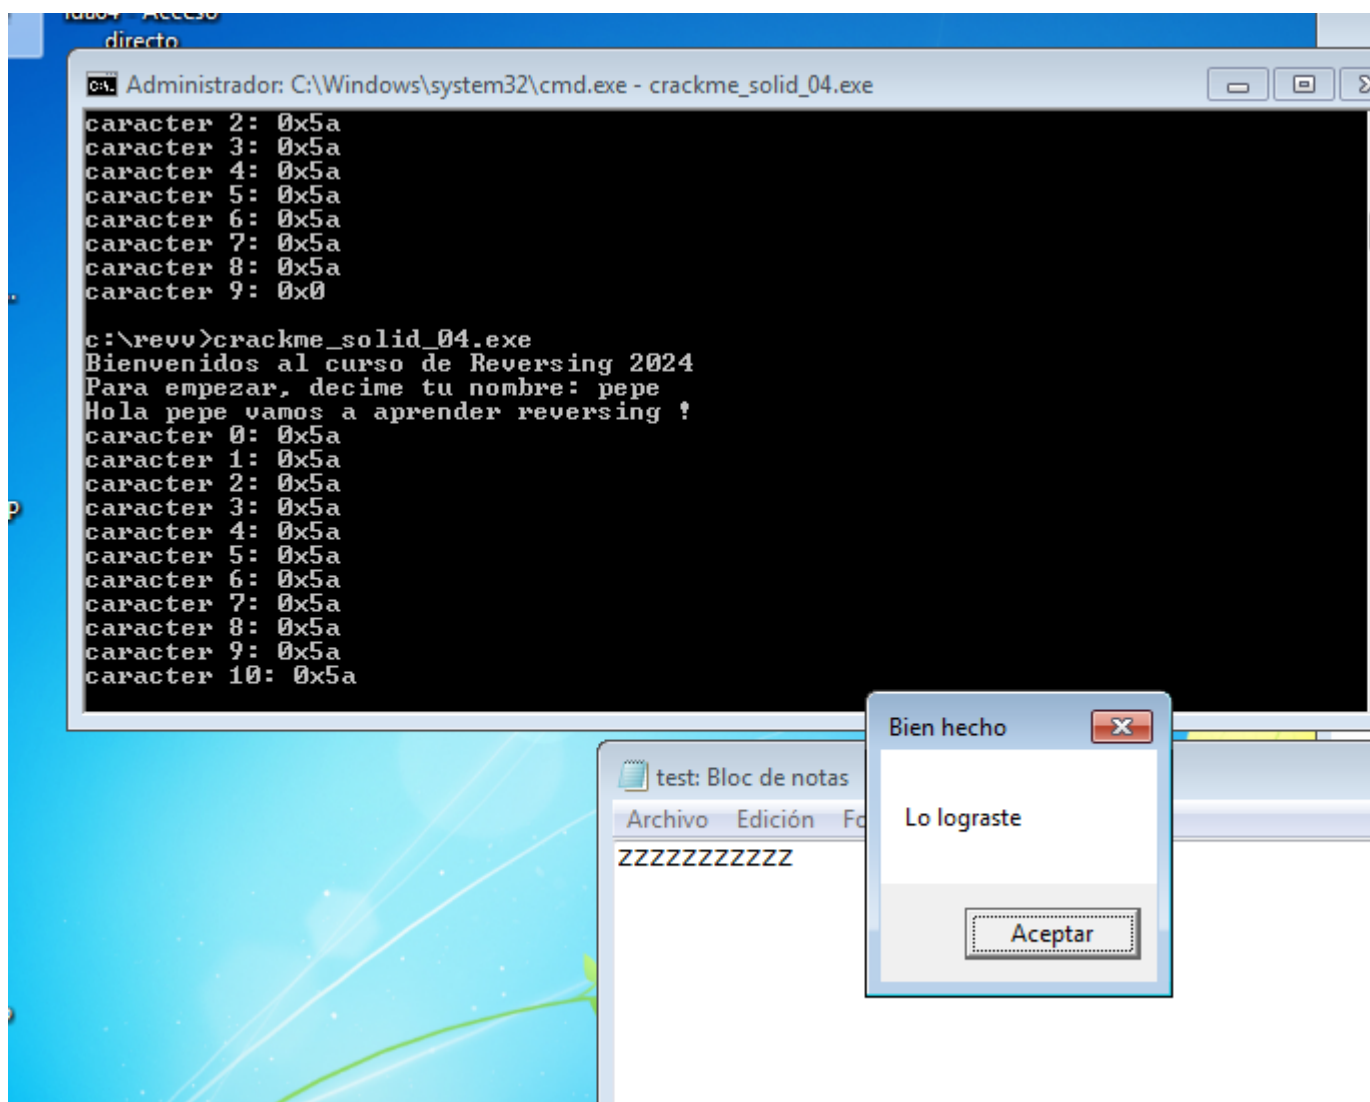 directo
Administrador: C:\Windows\system32\cmd.exe - crackme_solid_04.exe
caracter 2: 0x5a
caracter 3: 0x5a
caracter 4: 0x5a
caracter 5: 0x5a
caracter 6: 0x5a
caracter 7: 0x5a
caracter 8: 0x5a
caracter 9: 0x0
c:\revv>crackme_solid_04.exe
Bienvenidos al curso de Reversing 2024
Para empezar, decime tu nombre: pepe
Hola pepe vamos a aprender reversing !
caracter 0: 0x5a
caracter 1: 0x5a
caracter 2: 0x5a
caracter 3: 0x5a
caracter 4: 0x5a
caracter 5: 0x5a
caracter 6: 0x5a
caracter 7: 0x5a
caracter 8: 0x5a
caracter 9: 0x5a
caracter 10: 0x5a
Bien hecho
Lo lograste
Aceptar
test: Bloc de notas
Archivo Edición Fo
ZZZZZZZZZZZ